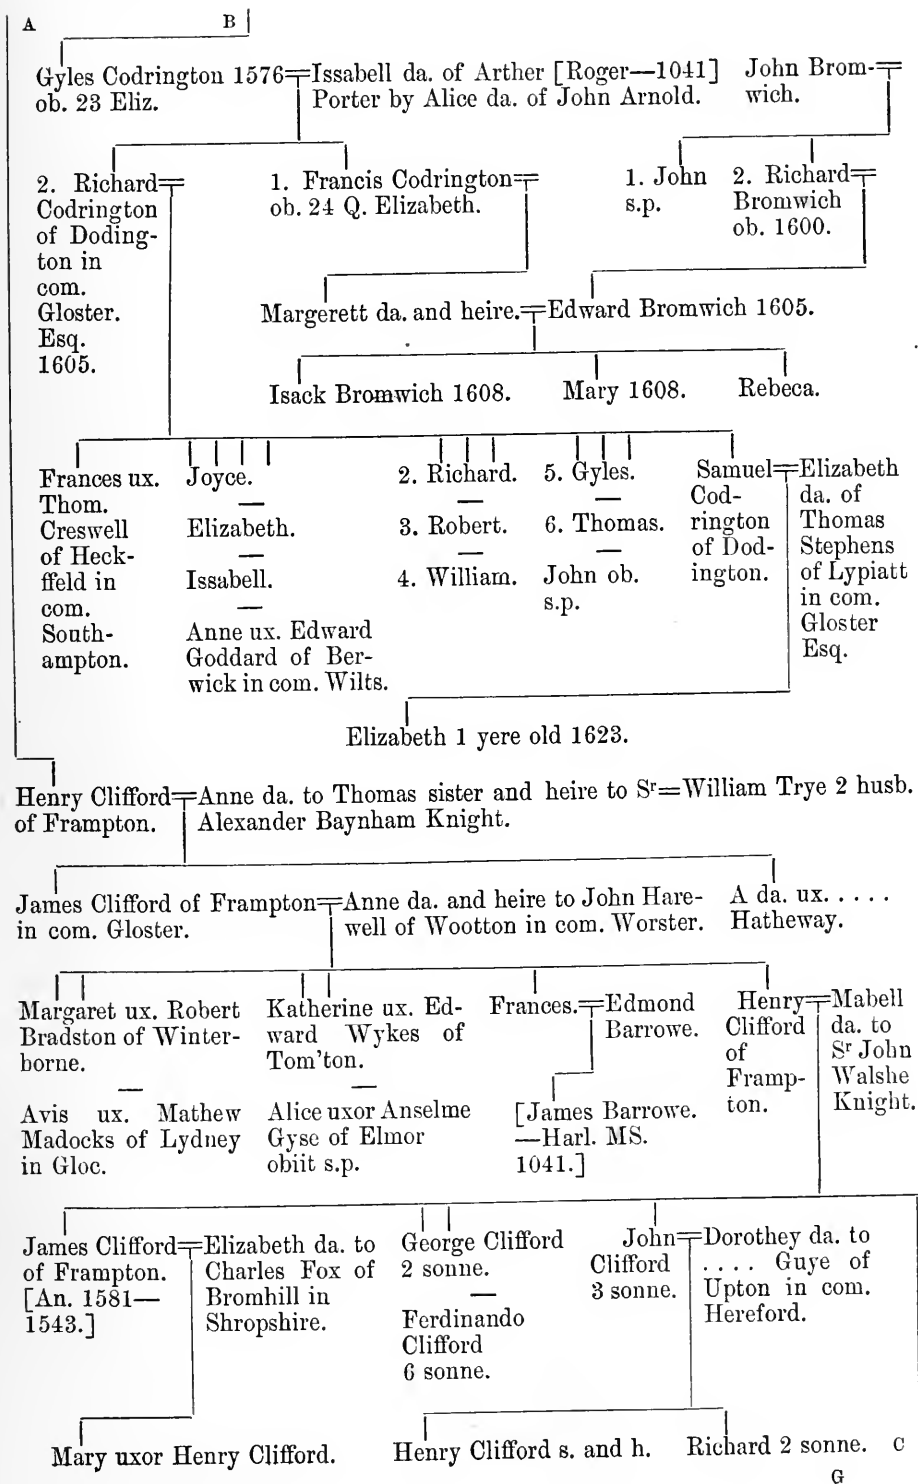 A B
Gyles Codrington 1576=Issabell da. of Arther [Roger—1041] John Brom-=
ob. 23 Eliz. Porter by Alice da. of John Arnold. wich.
2. Richard=
Codrington
of Doding-
ton in
com.
Gloster.
Esq.
1605.
1. Francis Codrington=
ob. 24 Q. Elizabeth.
1. John
s.p.
2. Richard=
Bromwich
ob. 1600.
Margerett da. and heire.=Edward Bromwich 1605.
Isack Bromwich 1608. Mary 1608. Rebeca.
Frances ux.
Thom.
Creswell
of Heck-
ffeld in
com.
South-
ampton.
Joyce.
—
Elizabeth.
—
Issabell.
—
Anne ux. Edward
Goddard of Ber-
wick in com. Wilts.
2. Richard.
—
3. Robert.
—
4. William.
5. Gyles.
—
6. Thomas.
—
John ob.
s.p.
Samuel=
Cod-
rington
of Dod-
ington.
Elizabeth
da. of
Thomas
Stephens
of Lypiatt
in com.
Gloster
Esq.
Elizabeth 1 yere old 1623.
Henry Clifford=Anne da. to Thomas sister and heire to Sʳ=William Trye 2 husb.
of Frampton. Alexander Baynham Knight.
James Clifford of Frampton=Anne da. and heire to John Hare- A da. ux. . . . . .
in com. Gloster. well of Wootton in com. Worster. Hatheway.
Margaret ux. Robert
Bradston of Winter-
borne.
—
Avis ux. Mathew
Madocks of Lydney
in Gloc.
Katherine ux. Ed-
ward Wykes of
Tom'ton.
—
Alice uxor Anselme
Gyse of Elmor
obiit s.p.
Frances.=Edmond
Barrowe.
[James Barrowe.
—Harl. MS.
1041.]
Henry=
Clifford
of
Framp-
ton.
Mabell
da. to
Sʳ John
Walshe
Knight.
James Clifford=
of Frampton.
[An. 1581—
1543.]
Elizabeth da. to
Charles Fox of
Bromhill in
Shropshire.
George Clifford
2 sonne.
—
Ferdinando
Clifford
6 sonne.
John=
Clifford
3 sonne.
Dorothey da. to
. . . . Guye of
Upton in com.
Hereford.
Mary uxor Henry Clifford. Henry Clifford s. and h. Richard 2 sonne. C
G